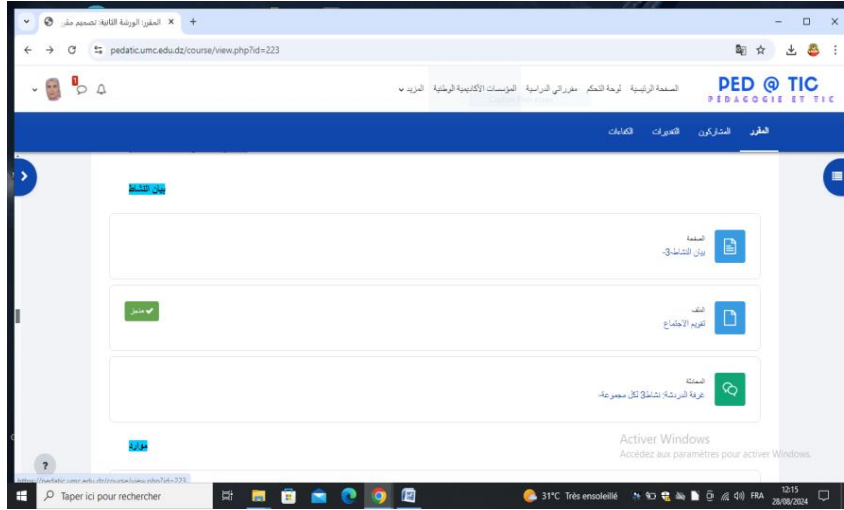 المقرر: الورشة الثانية: تصميم مقر
pedatic.umc.edu.dz/course/view.php?id=223
PED @ TIC
PÉDAGOGIE ET TIC
الصفحة الرئيسية لوحة التحكم مقرراتي الدراسية المؤسسات الأكاديمية الوطنية المزيد
1
المقرر المشاركون التقديرات الكفاءات
بيان النشاط
الصفحة
بيان النشاط-3-
الملف
تقويم الاجتماع
منجز
المحادثة
غرفة الدردشة: نشاط3 لكل مجموعة-
موارد
Activer Windows
Accédez aux paramètres pour activer Windows.
?
https://pedatic.umc.edu.dz/course/view.php?id=223
Taper ici pour rechercher
31°C Très ensoleillé
FRA
12:15
28/08/2024